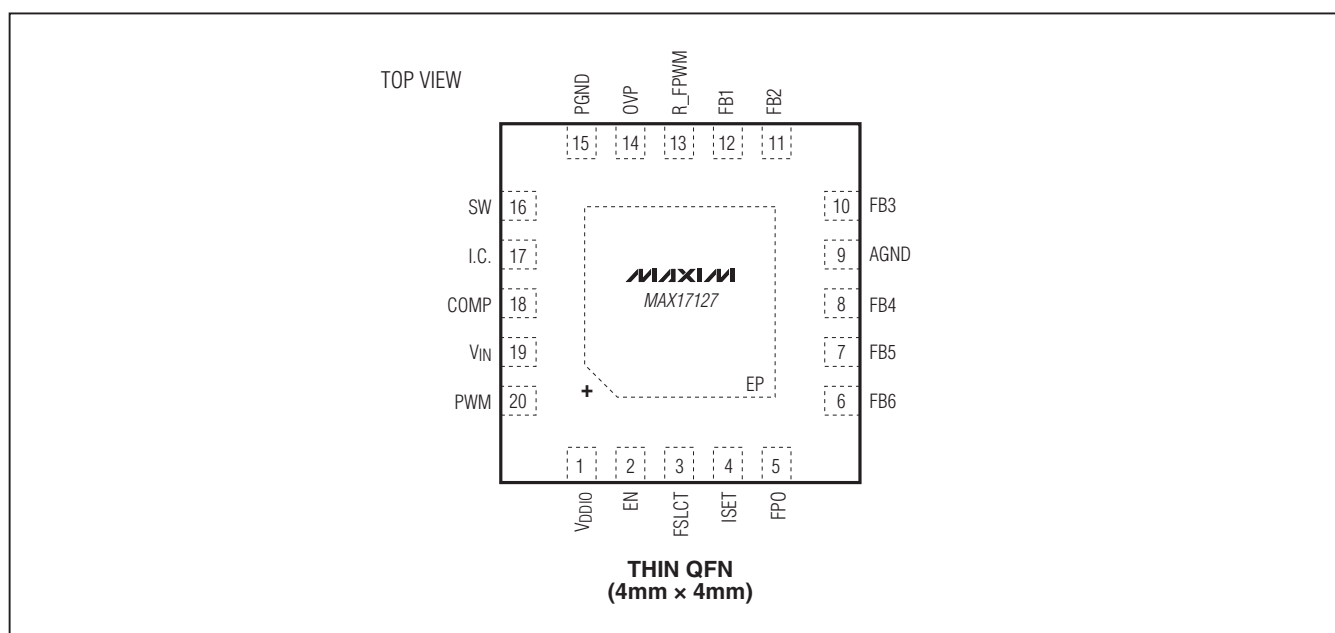 TOP VIEW
PGND
OVP
R_FPWM
FB1
FB2
15
14
13
12
11
SW 16
10 FB3
I.C. 17
9 AGND
COMP 18
8 FB4
VIN 19
7 FB5
PWM 20
6 FB6
MAXIM
MAX17127
EP
+
1
2
3
4
5
VDDIO
EN
FSLCT
ISET
FPO
THIN QFN
(4mm × 4mm)